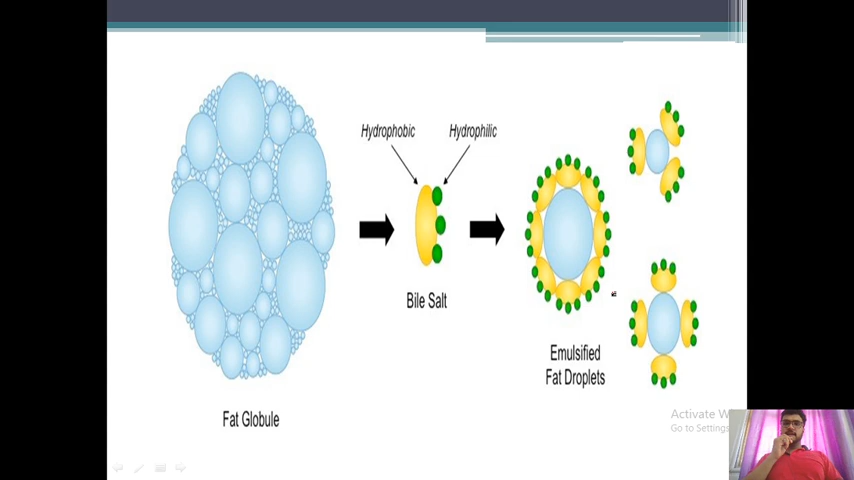 Hydrophobic
Hydrophilic
Bile Salt
Emulsified
Fat Droplets
Fat Globule
Activate W
Go to Settings